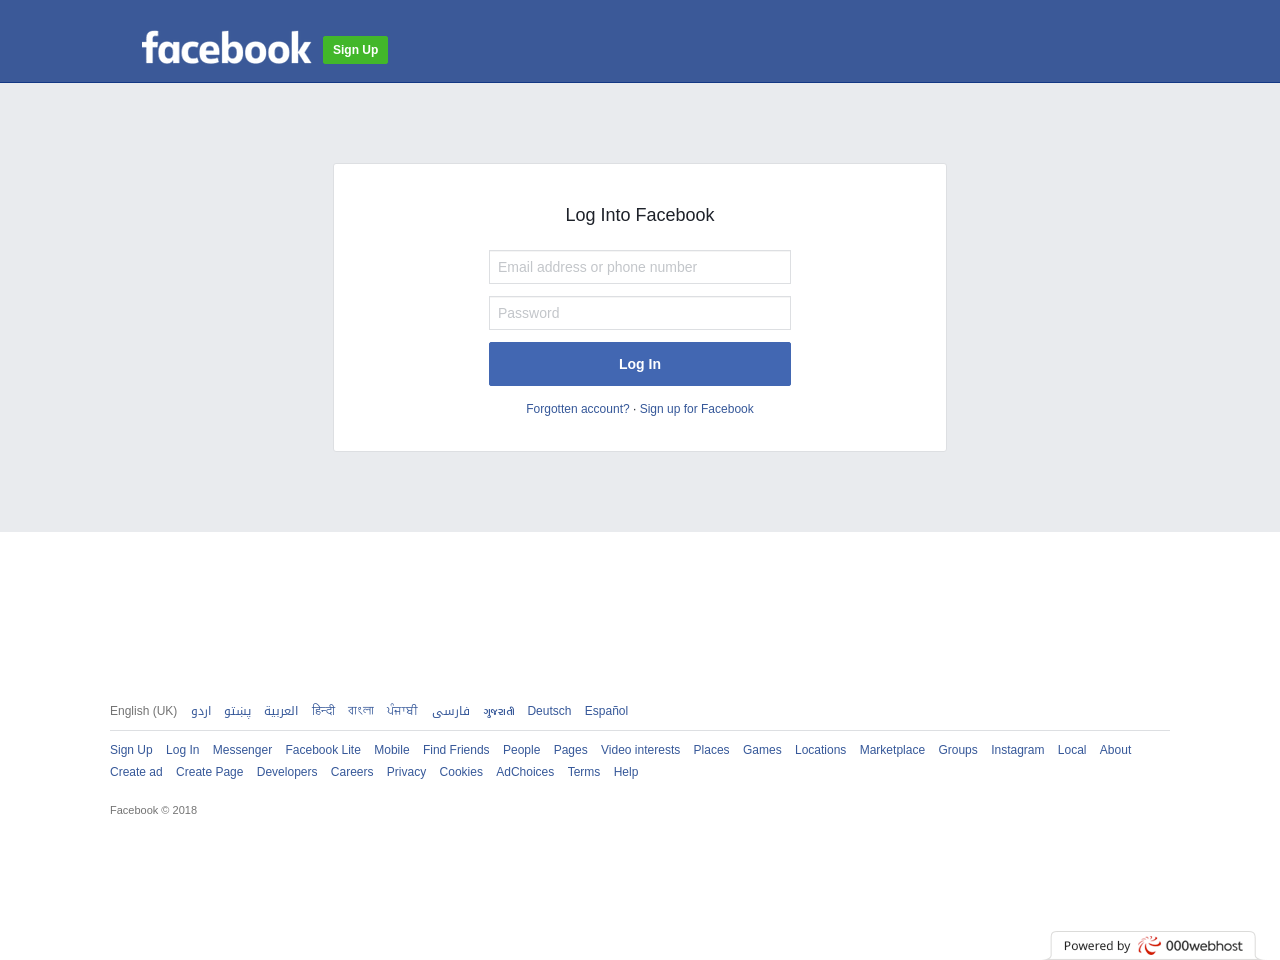 facebook Sign Up
Log Into Facebook
Email address or phone number
Password
Log In
Forgotten account? · Sign up for Facebook
English (UK) اردو پښتو العربية हिन्दी বাংলা ਪੰਜਾਬੀ فارسی ગુજરાતી Deutsch Español
Sign Up Log In Messenger Facebook Lite Mobile Find Friends People Pages Video interests Places Games Locations Marketplace Groups Instagram Local About
Create ad Create Page Developers Careers Privacy Cookies AdChoices Terms Help
Facebook © 2018
Powered by 000webhost